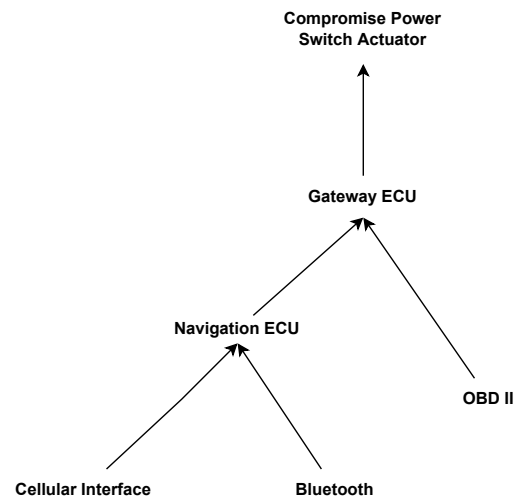 Compromise Power
Switch Actuator
Gateway ECU
Navigation ECU
OBD II
Cellular Interface
Bluetooth